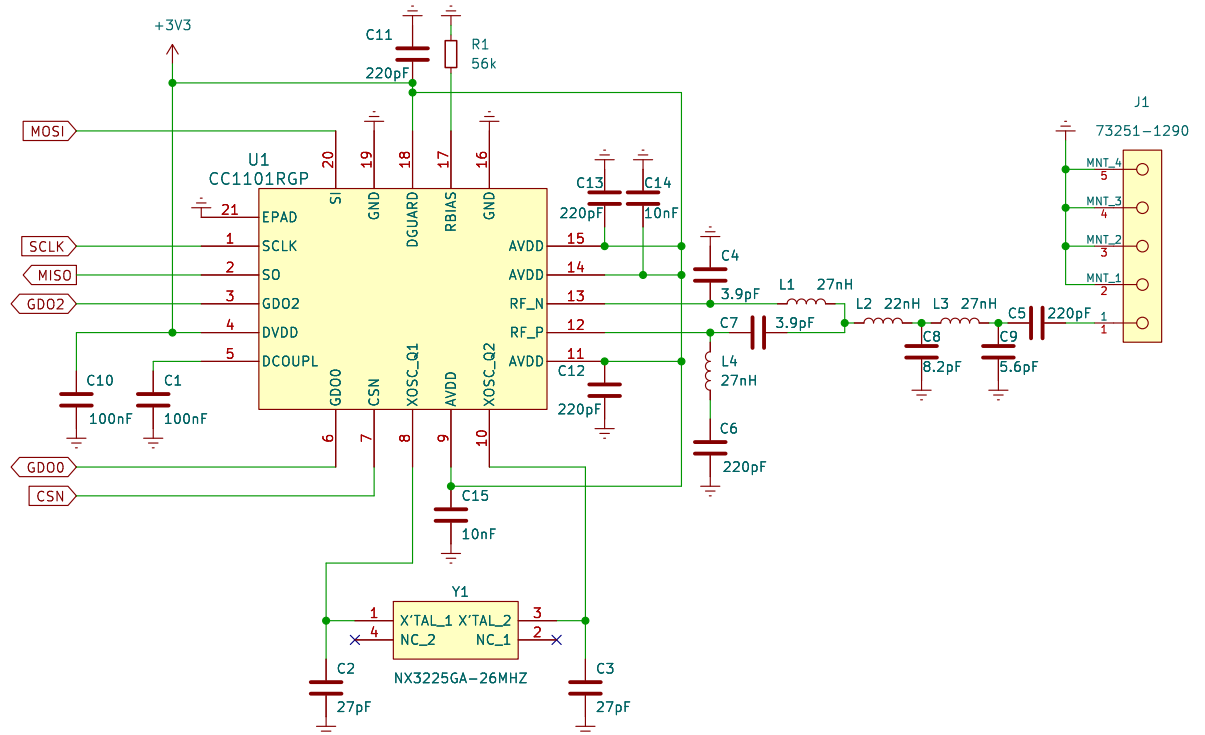 +3V3
C11
220pF
R1
56k
J1
73251-1290
MOSI
U1
CC1101RGP
20
19
18
17
16
SI
GND
DGUARD
RBIAS
GND
21
EPAD
SCLK
1
SCLK
MISO
2
SO
GDO2
3
GDO2
4
DVDD
5
DCOUPL
AVDD
15
AVDD
14
RF_N
13
RF_P
12
AVDD
11
C13
220pF
C14
10nF
C4
3.9pF
L1
27nH
C7
3.9pF
L2
22nH
L3
27nH
C5
220pF
C8
8.2pF
C9
5.6pF
MNT_4
5
MNT_3
4
MNT_2
3
MNT_1
2
1
1
L4
27nH
C12
220pF
C6
220pF
C10
100nF
C1
100nF
GDO0
CSN
XOSC_Q1
AVDD
XOSC_Q2
6
7
8
9
10
GDO0
CSN
C15
10nF
Y1
1
X'TAL_1
X'TAL_2
3
4
NC_2
NC_1
2
NX3225GA-26MHZ
C2
27pF
C3
27pF